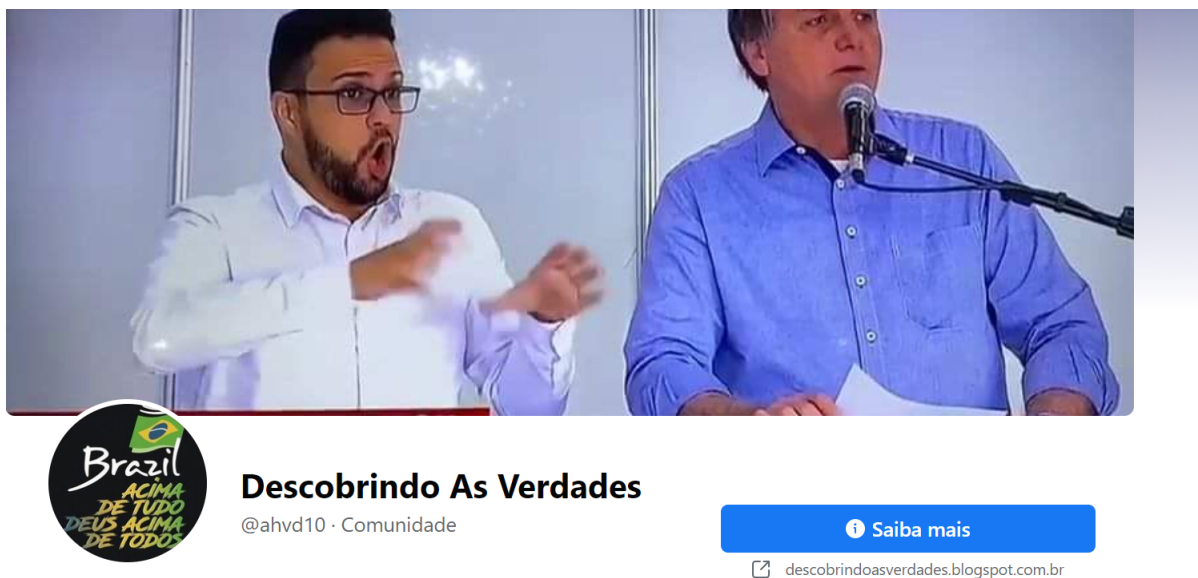 Brazil
ACIMA
DE TUDO
DEUS ACIMA
DE TODOS
Descobrindo As Verdades
@ahvd10 · Comunidade
Saiba mais
descobrindoasverdades.blogspot.com.br